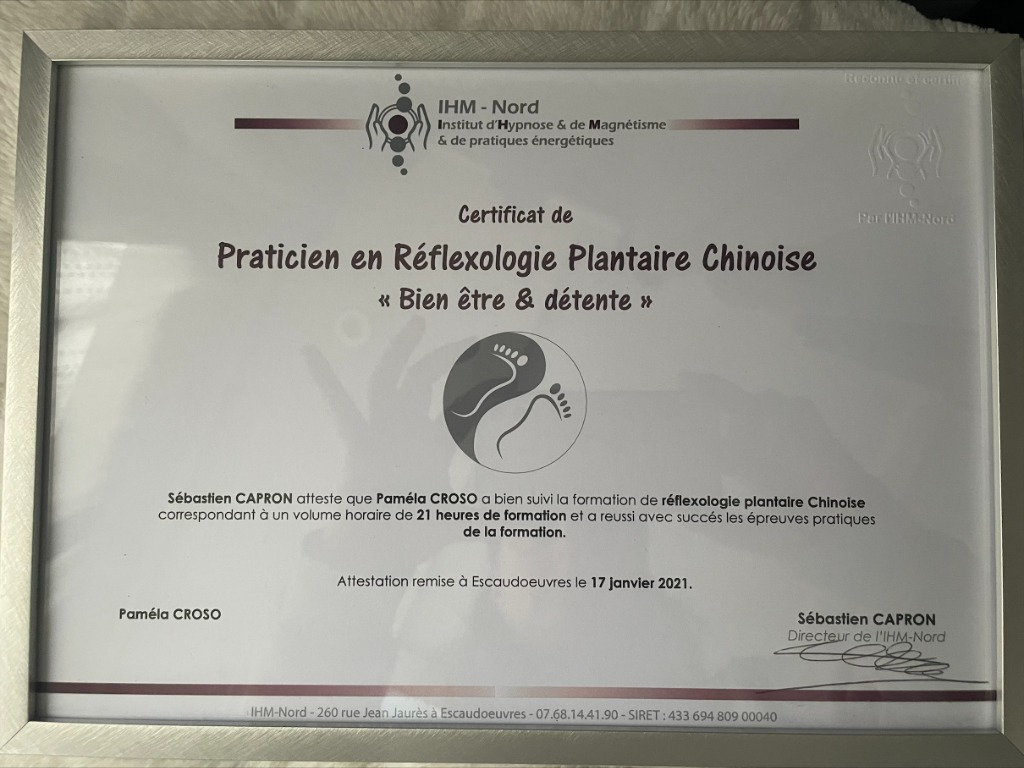 Reconnu et certifié
IHM - Nord
Institut d'Hypnose & de Magnétisme
& de pratiques énergétiques
Per l'IHM-Nord
Certificat de
Praticien en Réflexologie Plantaire Chinoise
« Bien être & détente »
Sébastien CAPRON atteste que Paméla CROSO a bien suivi la formation de réflexologie plantaire Chinoise
correspondant à un volume horaire de 21 heures de formation et a reussi avec succés les épreuves pratiques
de la formation.
Attestation remise à Escaudoeuvres le 17 janvier 2021.
Paméla CROSO
Sébastien CAPRON
Directeur de l'IHM-Nord
IHM-Nord - 260 rue Jean Jaurès à Escaudoeuvres - 07.68.14.41.90 - SIRET : 433 694 809 00040